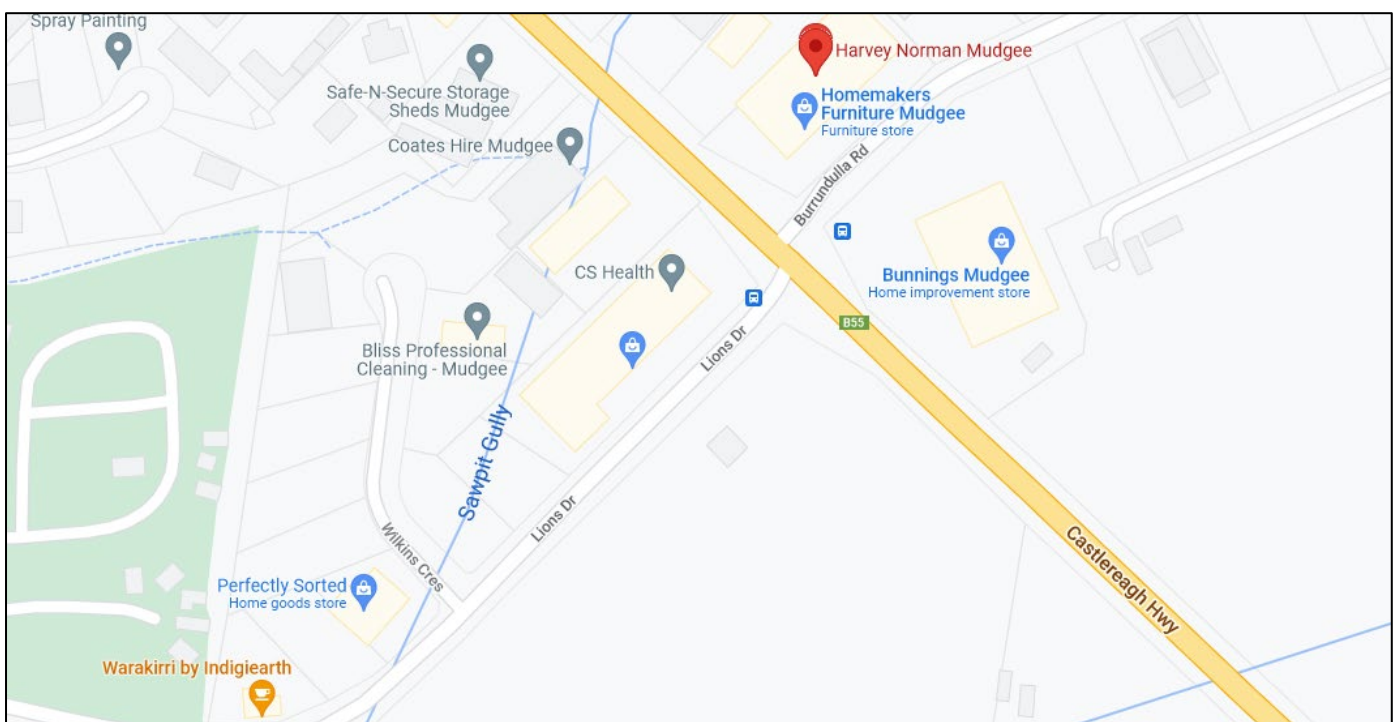 Spray Painting
Harvey Norman Mudgee
Safe-N-Secure Storage
Sheds Mudgee
Homemakers
Furniture Mudgee
Furniture store
Coates Hire Mudgee
Burrundulla Rd
CS Health
Bunnings Mudgee
Home improvement store
B55
Lions Dr
Bliss Professional
Cleaning - Mudgee
Sawpit Gully
Lions Dr
Wilkins Cres
Castlereagh Hwy
Perfectly Sorted
Home goods store
Warakirri by Indigiearth